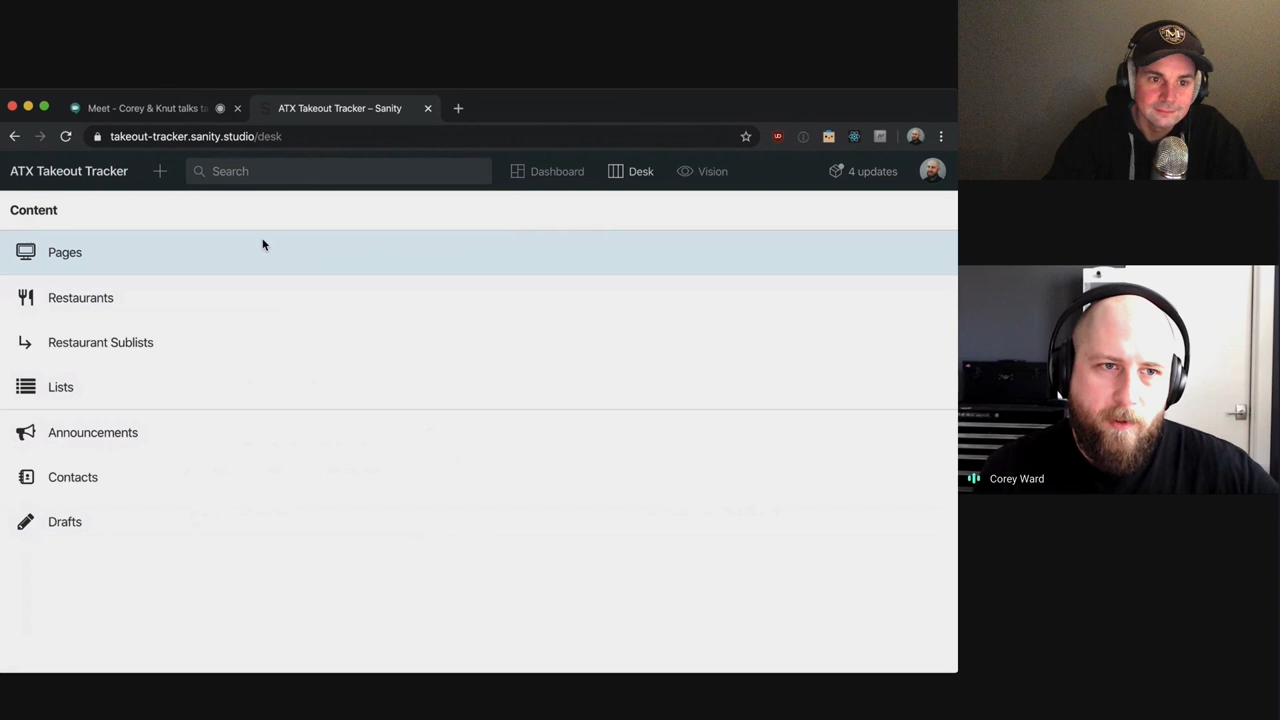 Meet - Corey & Knut talks ta
ATX Takeout Tracker – Sanity
takeout-tracker.sanity.studio/desk
ATX Takeout Tracker
Search
Dashboard
Desk
Vision
4 updates
Content
Pages
Restaurants
Restaurant Sublists
Lists
Announcements
Contacts
Drafts
Corey Ward